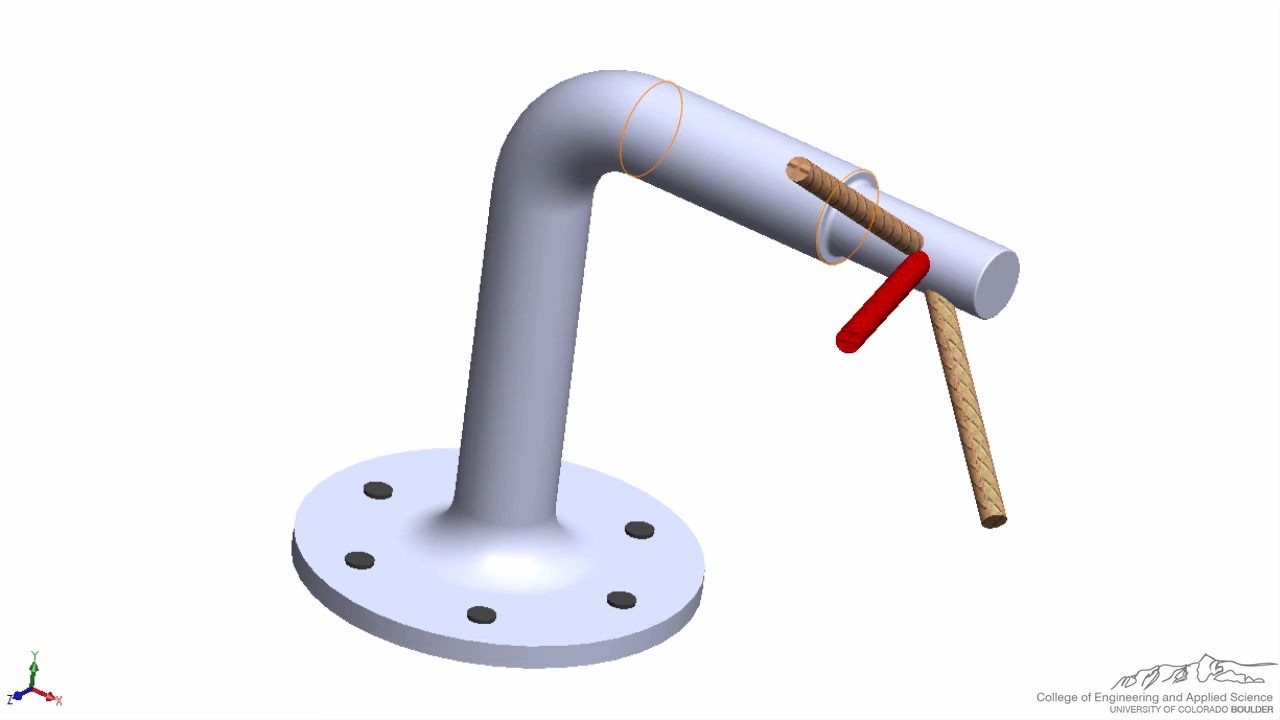 Y
Z
X
College of Engineering and Applied Science
UNIVERSITY OF COLORADO BOULDER